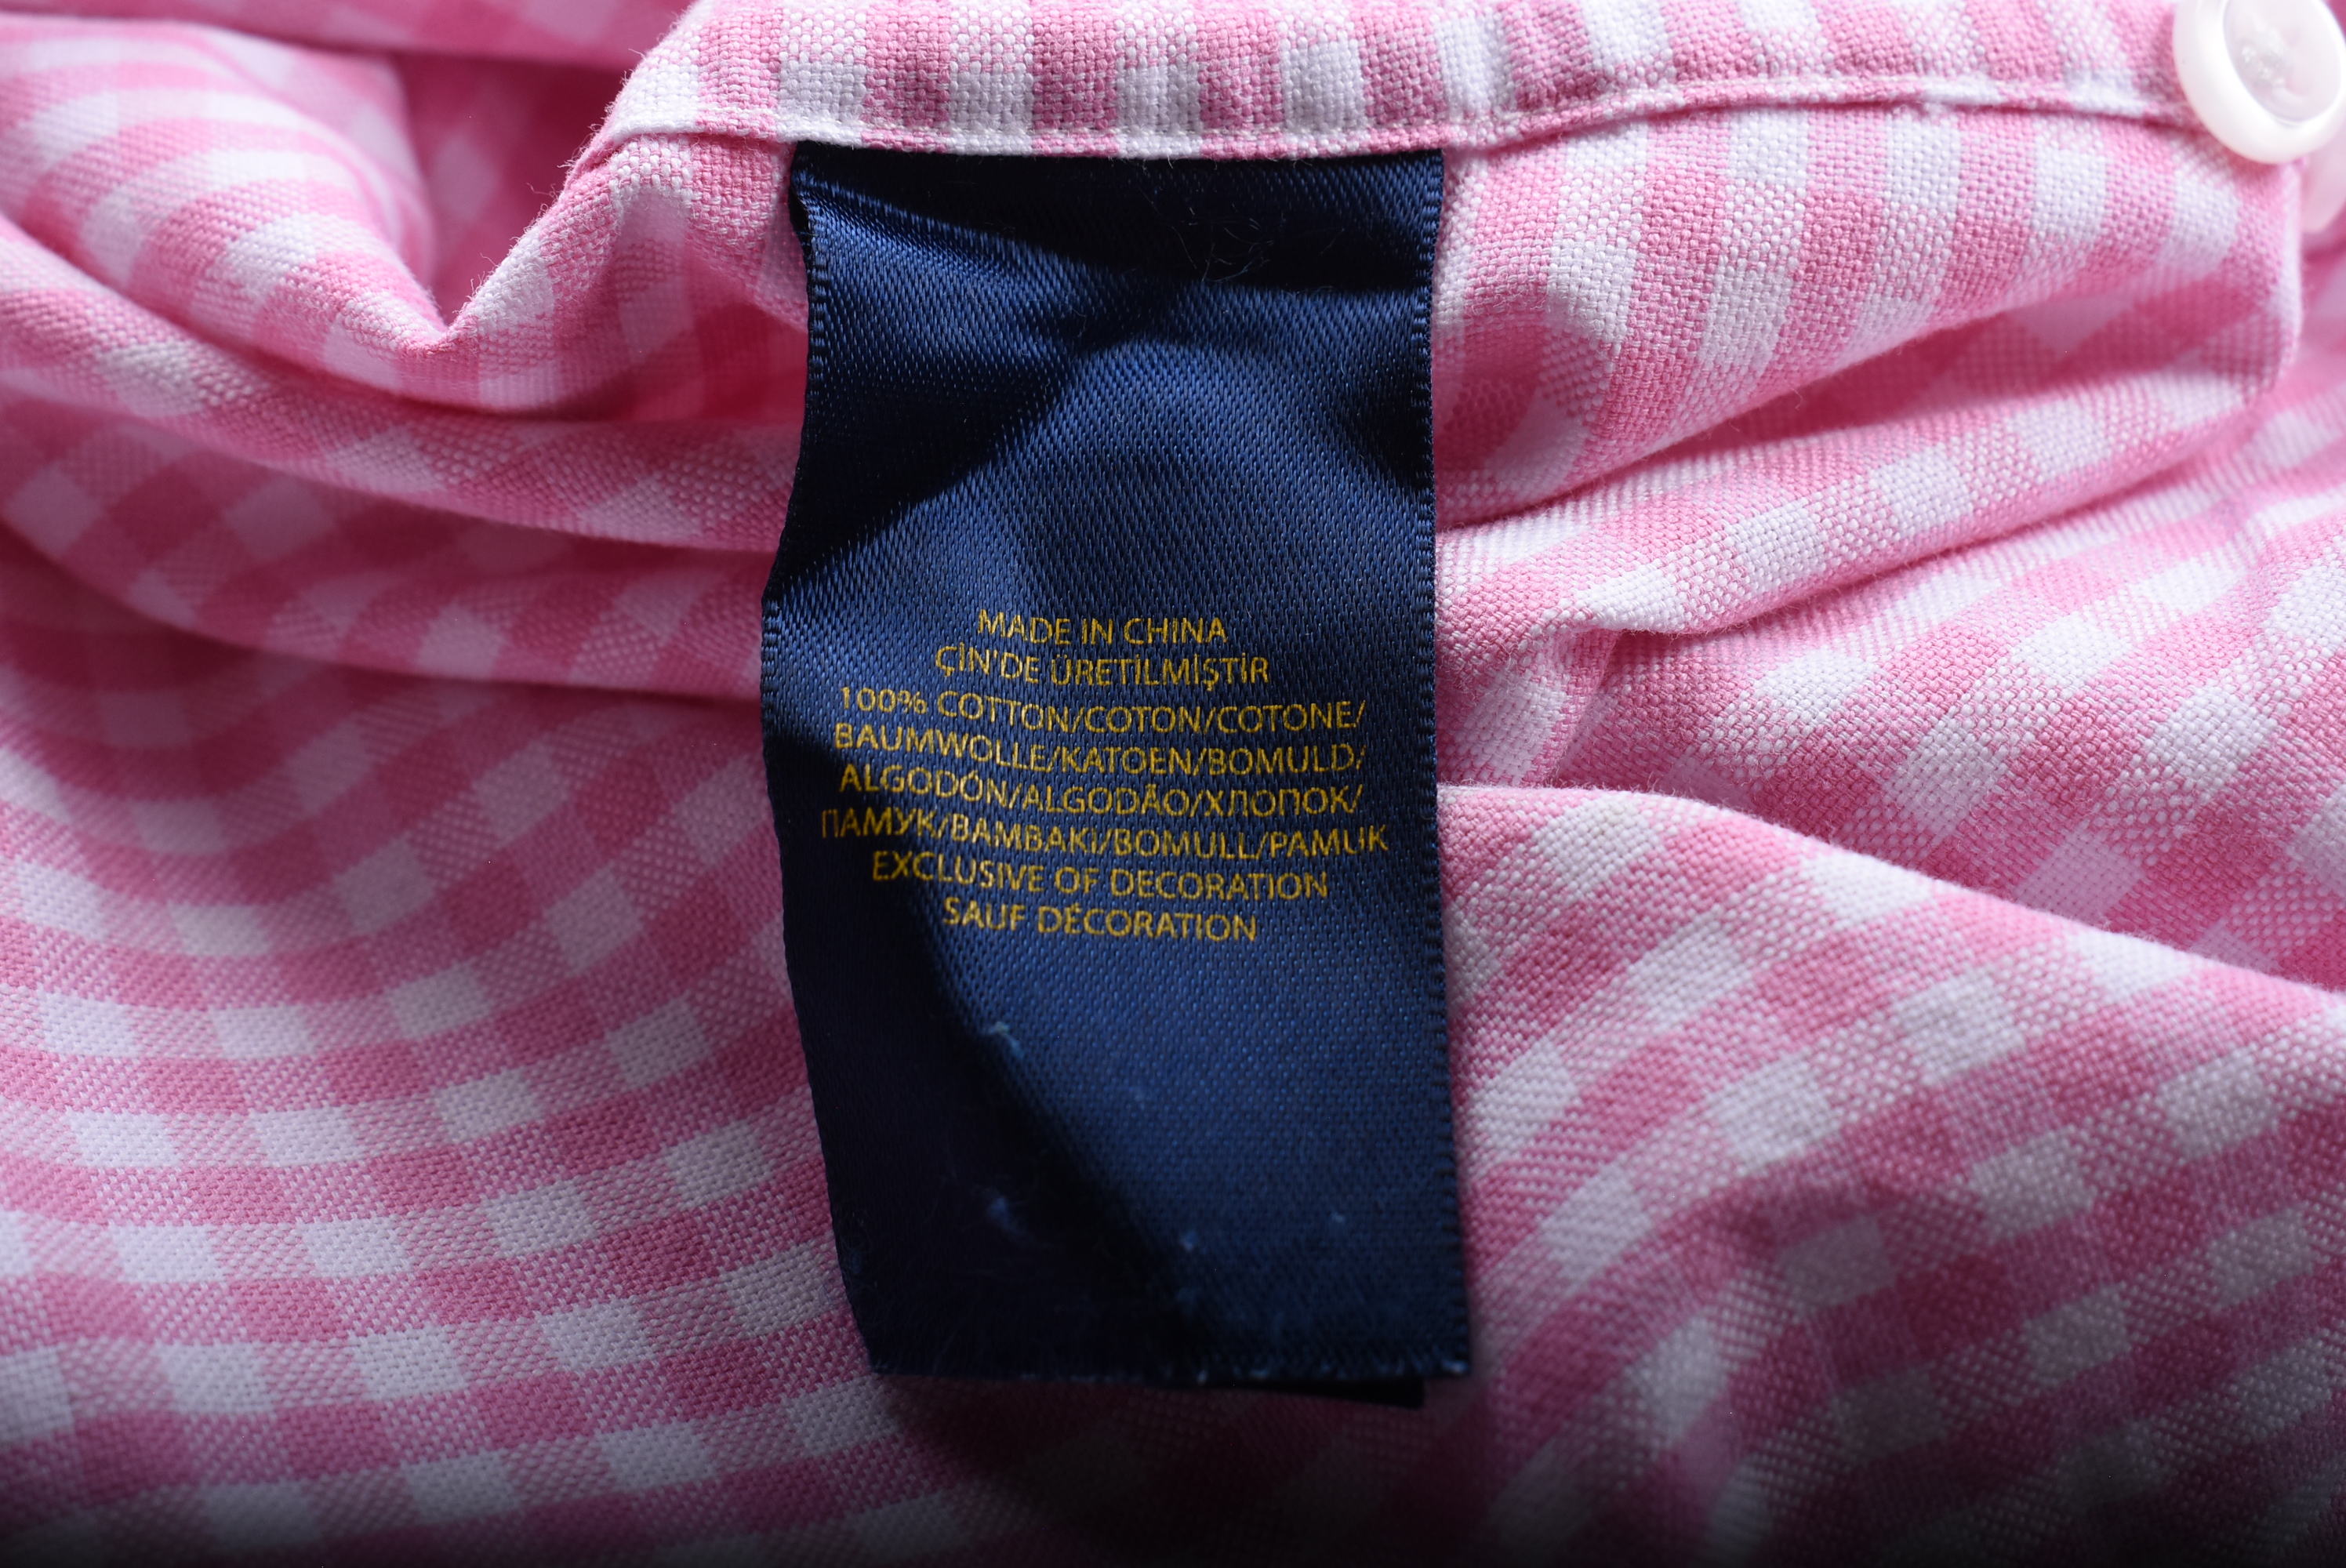 MADE IN CHINA
ÇİN'DE ÜRETİLMİŞTİR
100% COTTON/COTON/COTONE/
BAUMWOLLE/KATOEN/BOMULD/
ALGODÓN/ALGODÃO/ХЛОПОК/
ПАМУК/ΒΑΜΒΑΚΙ/BOMULL/PAMUK
EXCLUSIVE OF DECORATION
SAUF DÉCORATION